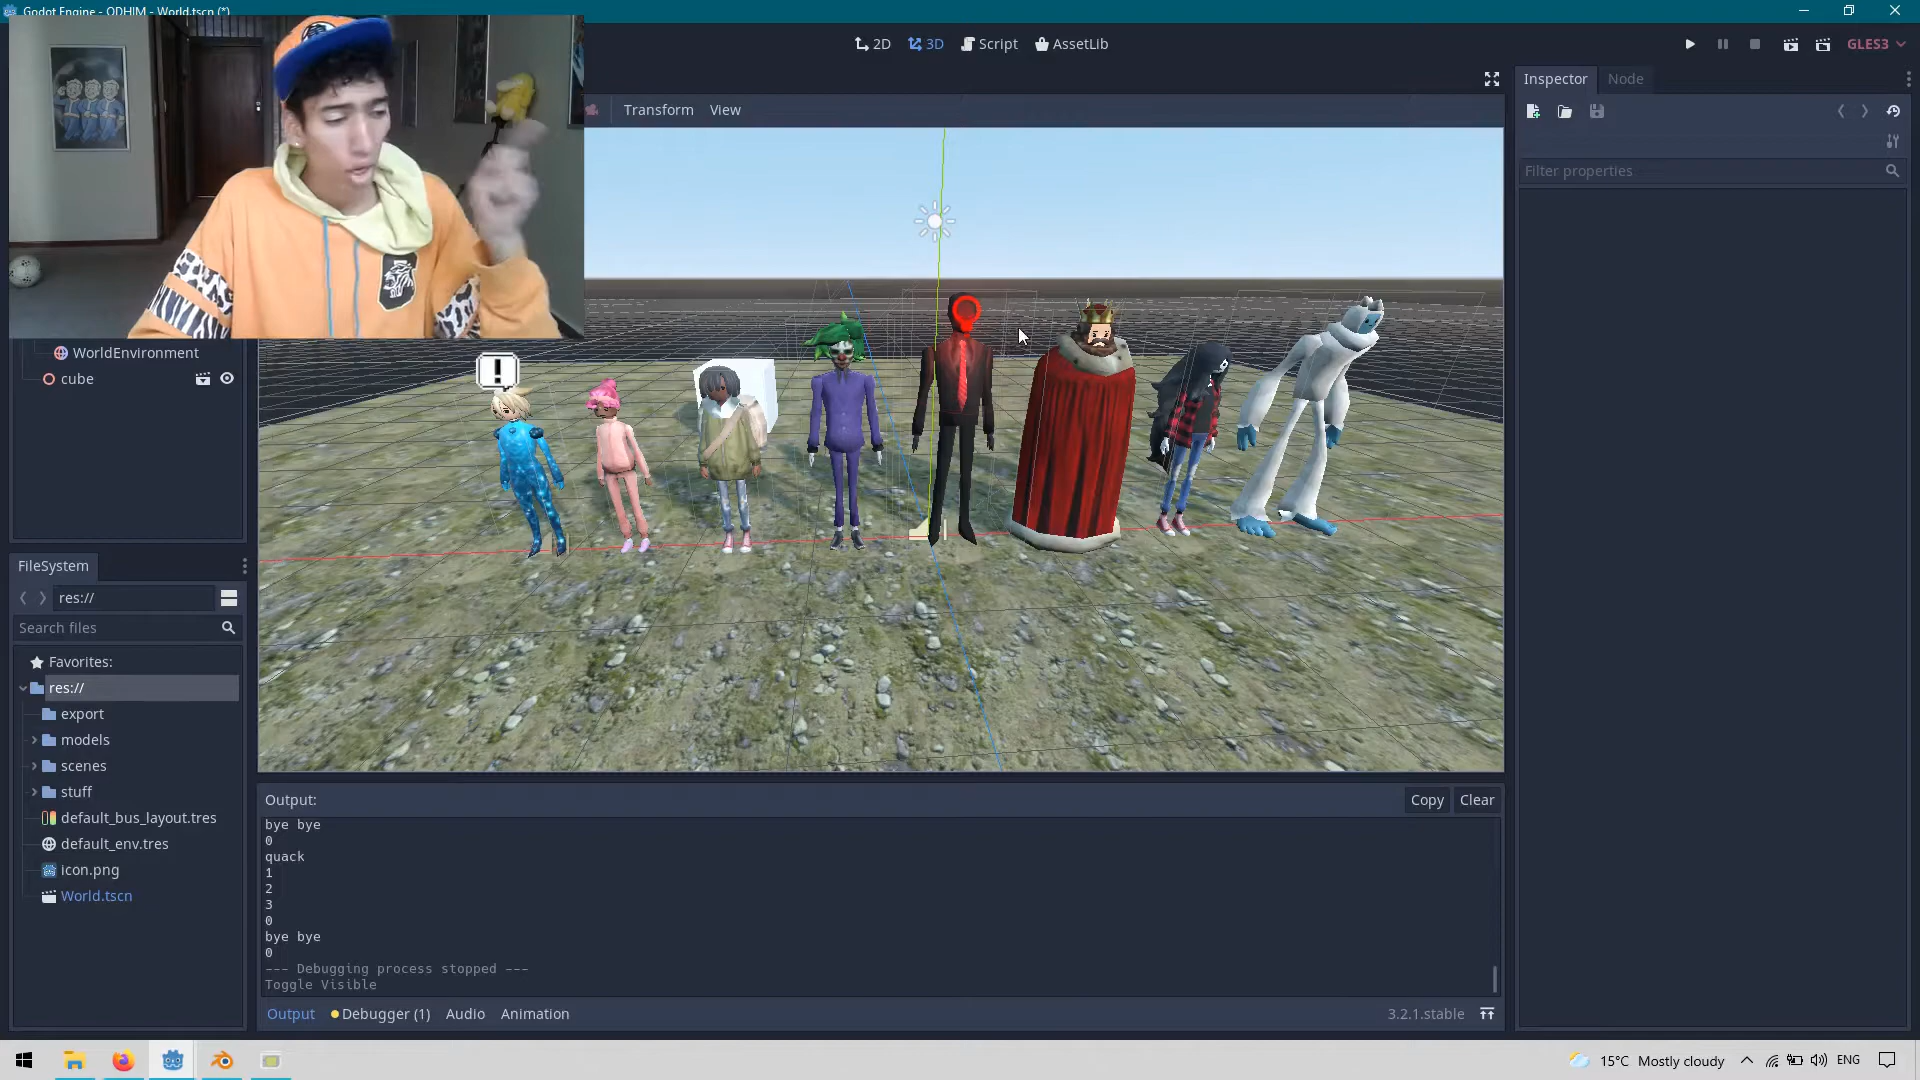 Godot Engine - ODHIM - World.tscn (*)
2D 3D Script AssetLib
GLES3
Inspector Node
Transform View
Filter properties
!
WorldEnvironment
cube
FileSystem
res://
Search files
Favorites:
res://
export
models
scenes
stuff
default_bus_layout.tres
default_env.tres
icon.png
World.tscn
Output:
Copy Clear
bye bye
0
quack
1
2
3
0
bye bye
0
--- Debugging process stopped ---
Toggle Visible
Output Debugger (1) Audio Animation
3.2.1.stable
15°C Mostly cloudy
ENG